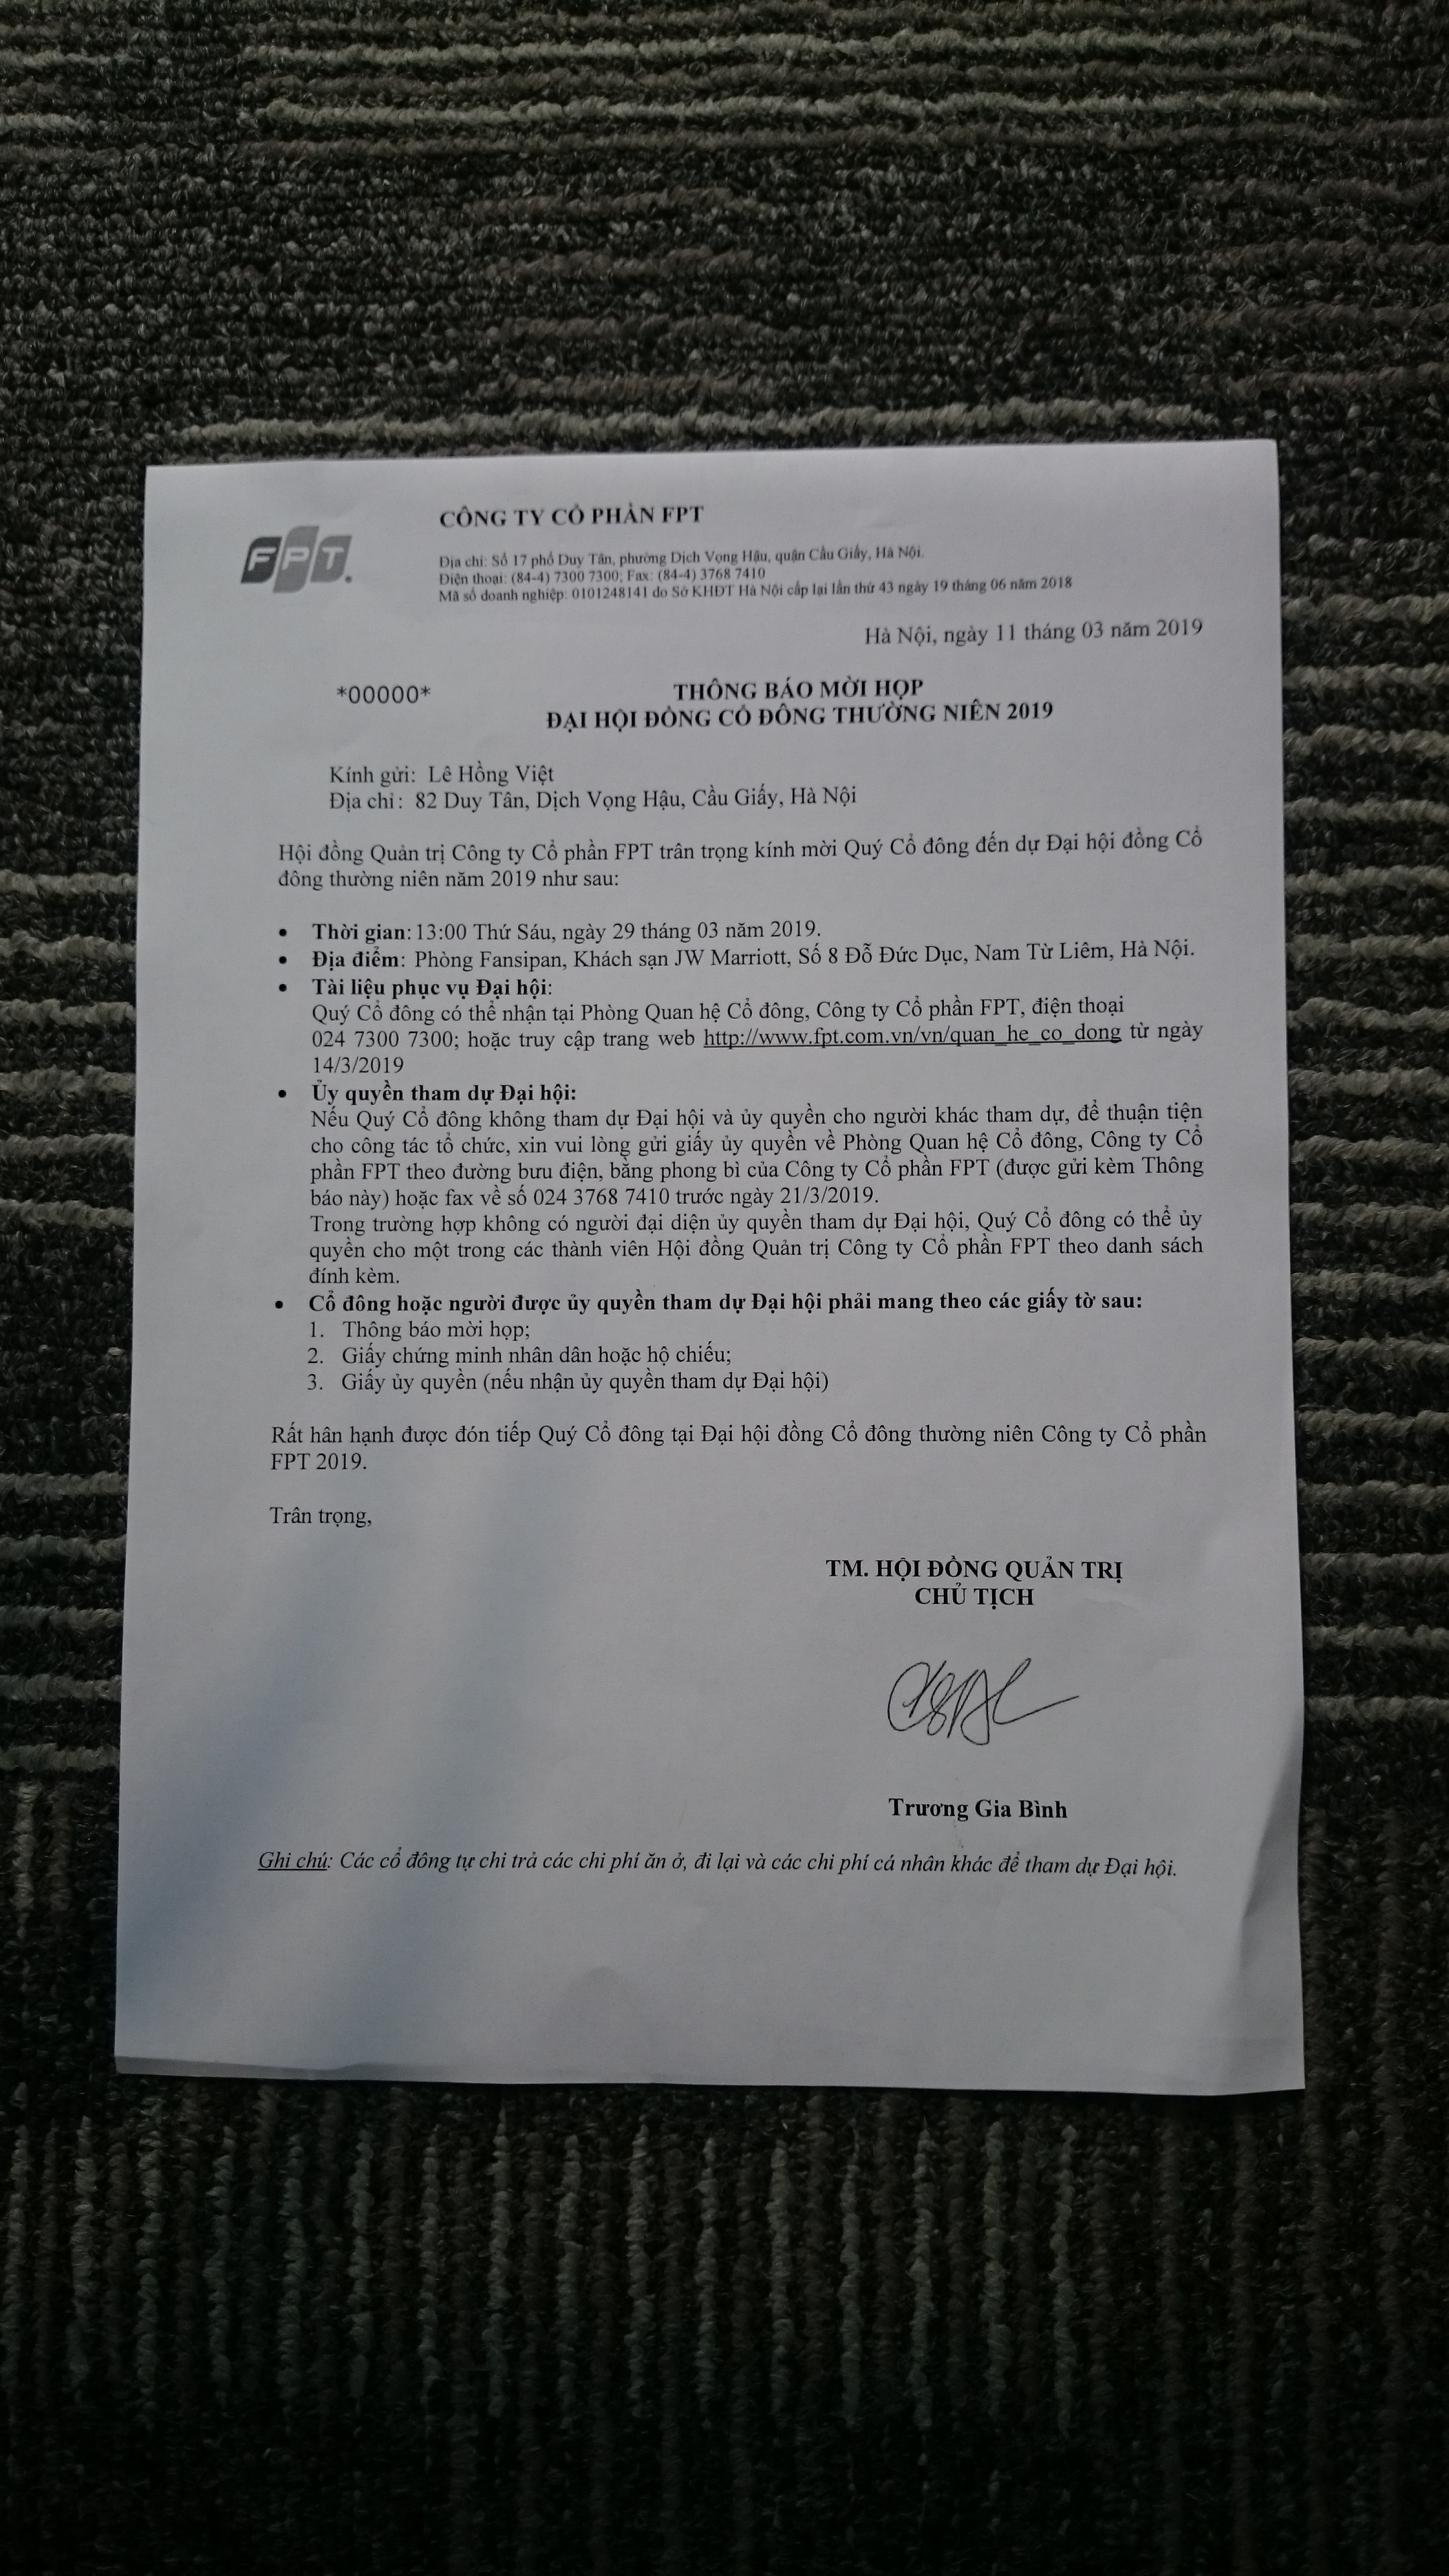 FPT
CÔNG TY CỔ PHẦN FPT
Địa chỉ: Số 17 phố Duy Tân, phường Dịch Vọng Hậu, quận Cầu Giấy, Hà Nội.
Điện thoại: (84-4) 7300 7300; Fax: (84-4) 3768 7410
Mã số doanh nghiệp: 0101248141 do Sở KHĐT Hà Nội cấp lại lần thứ 43 ngày 19 tháng 06 năm 2018
Hà Nội, ngày 11 tháng 03 năm 2019
*00000*
THÔNG BÁO MỜI HỌP
ĐẠI HỘI ĐỒNG CỔ ĐÔNG THƯỜNG NIÊN 2019
Kính gửi: Lê Hồng Việt
Địa chỉ: 82 Duy Tân, Dịch Vọng Hậu, Cầu Giấy, Hà Nội
Hội đồng Quản trị Công ty Cổ phần FPT trân trọng kính mời Quý Cổ đông đến dự Đại hội đồng Cổ
đông thường niên năm 2019 như sau:
• Thời gian: 13:00 Thứ Sáu, ngày 29 tháng 03 năm 2019.
• Địa điểm: Phòng Fansipan, Khách sạn JW Marriott, Số 8 Đỗ Đức Dục, Nam Từ Liêm, Hà Nội.
• Tài liệu phục vụ Đại hội:
Quý Cổ đông có thể nhận tại Phòng Quan hệ Cổ đông, Công ty Cổ phần FPT, điện thoại
024 7300 7300; hoặc truy cập trang web http://www.fpt.com.vn/vn/quan_he_co_dong từ ngày
14/3/2019
• Ủy quyền tham dự Đại hội:
Nếu Quý Cổ đông không tham dự Đại hội và ủy quyền cho người khác tham dự, để thuận tiện
cho công tác tổ chức, xin vui lòng gửi giấy ủy quyền về Phòng Quan hệ Cổ đông, Công ty Cổ
phần FPT theo đường bưu điện, bằng phong bì của Công ty Cổ phần FPT (được gửi kèm Thông
báo này) hoặc fax về số 024 3768 7410 trước ngày 21/3/2019.
Trong trường hợp không có người đại diện ủy quyền tham dự Đại hội, Quý Cổ đông có thể ủy
quyền cho một trong các thành viên Hội đồng Quản trị Công ty Cổ phần FPT theo danh sách
đính kèm.
• Cổ đông hoặc người được ủy quyền tham dự Đại hội phải mang theo các giấy tờ sau:
1. Thông báo mời họp;
2. Giấy chứng minh nhân dân hoặc hộ chiếu;
3. Giấy ủy quyền (nếu nhận ủy quyền tham dự Đại hội)
Rất hân hạnh được đón tiếp Quý Cổ đông tại Đại hội đồng Cổ đông thường niên Công ty Cổ phần
FPT 2019.
Trân trọng,
TM. HỘI ĐỒNG QUẢN TRỊ
CHỦ TỊCH
Trương Gia Bình
Ghi chú: Các cổ đông tự chi trả các chi phí ăn ở, đi lại và các chi phí cá nhân khác để tham dự Đại hội.